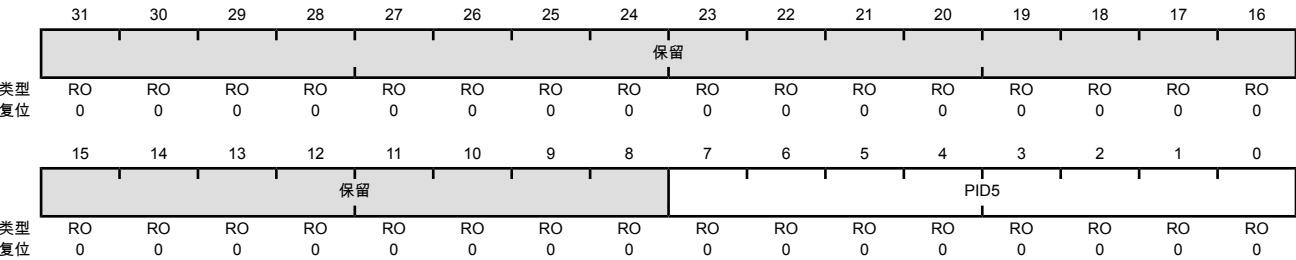 31 30 29 28 27 26 25 24 23 22 21 20 19 18 17 16
保留
类型 RO RO RO RO RO RO RO RO RO RO RO RO RO RO RO RO
复位 0 0 0 0 0 0 0 0 0 0 0 0 0 0 0 0
15 14 13 12 11 10 9 8 7 6 5 4 3 2 1 0
保留 PID5
类型 RO RO RO RO RO RO RO RO RO RO RO RO RO RO RO RO
复位 0 0 0 0 0 0 0 0 0 0 0 0 0 0 0 0